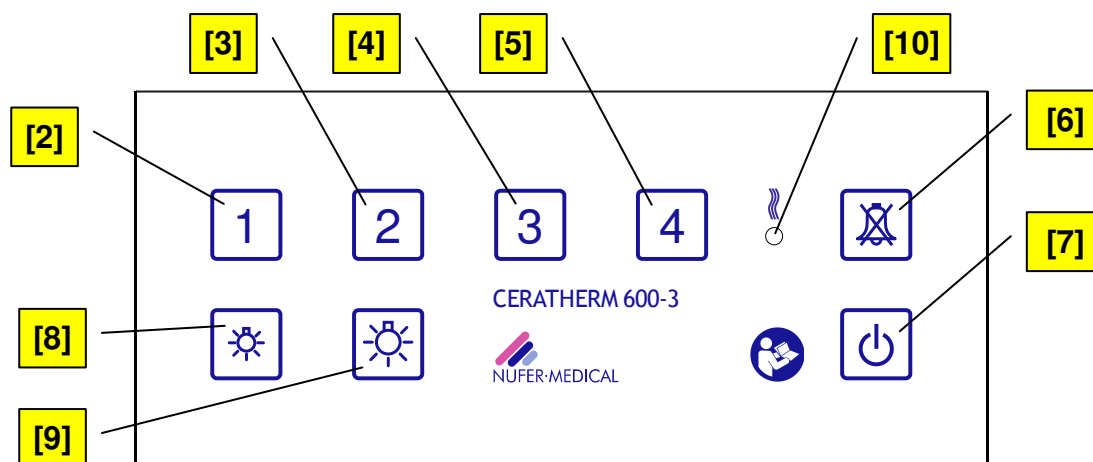 [3] [4] [5] [10]
[2] [6]
1 2 3 4
[7]
CERATHERM 600-3
[8]
NUFER·MEDICAL
[9]